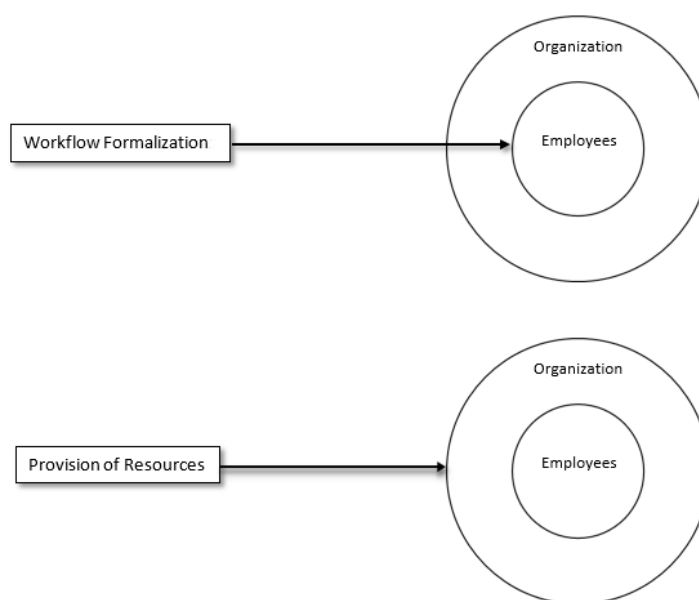 Organization
Workflow Formalization
Employees
Organization
Provision of Resources
Employees